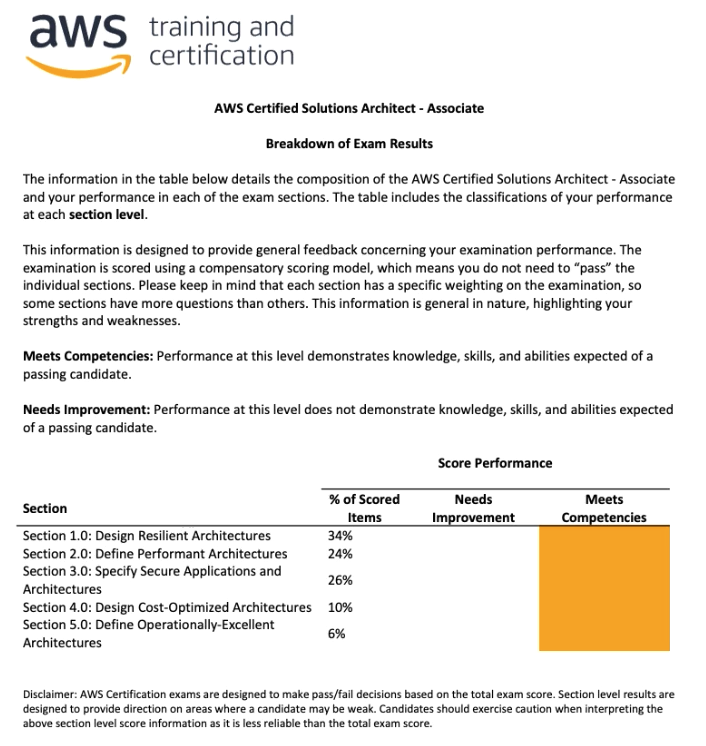 aws training and
certification
AWS Certified Solutions Architect - Associate
Breakdown of Exam Results
The information in the table below details the composition of the AWS Certified Solutions Architect - Associate
and your performance in each of the exam sections. The table includes the classifications of your performance
at each section level.
This information is designed to provide general feedback concerning your examination performance. The
examination is scored using a compensatory scoring model, which means you do not need to “pass” the
individual sections. Please keep in mind that each section has a specific weighting on the examination, so
some sections have more questions than others. This information is general in nature, highlighting your
strengths and weaknesses.
Meets Competencies: Performance at this level demonstrates knowledge, skills, and abilities expected of a
passing candidate.
Needs Improvement: Performance at this level does not demonstrate knowledge, skills, and abilities expected
of a passing candidate.
Score Performance
Section % of Scored Items Needs Improvement Meets Competencies
Section 1.0: Design Resilient Architectures 34%
Section 2.0: Define Performant Architectures 24%
Section 3.0: Specify Secure Applications and
Architectures 26%
Section 4.0: Design Cost-Optimized Architectures 10%
Section 5.0: Define Operationally-Excellent
Architectures 6%
Disclaimer: AWS Certification exams are designed to make pass/fail decisions based on the total exam score. Section level results are
designed to provide direction on areas where a candidate may be weak. Candidates should exercise caution when interpreting the
above section level score information as it is less reliable than the total exam score.